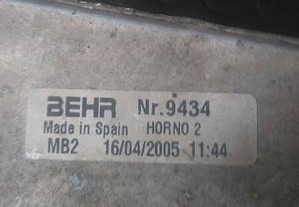 BEHR Nr.9434
Made in Spain HORNO 2
MB2 16/04/2005 11:44